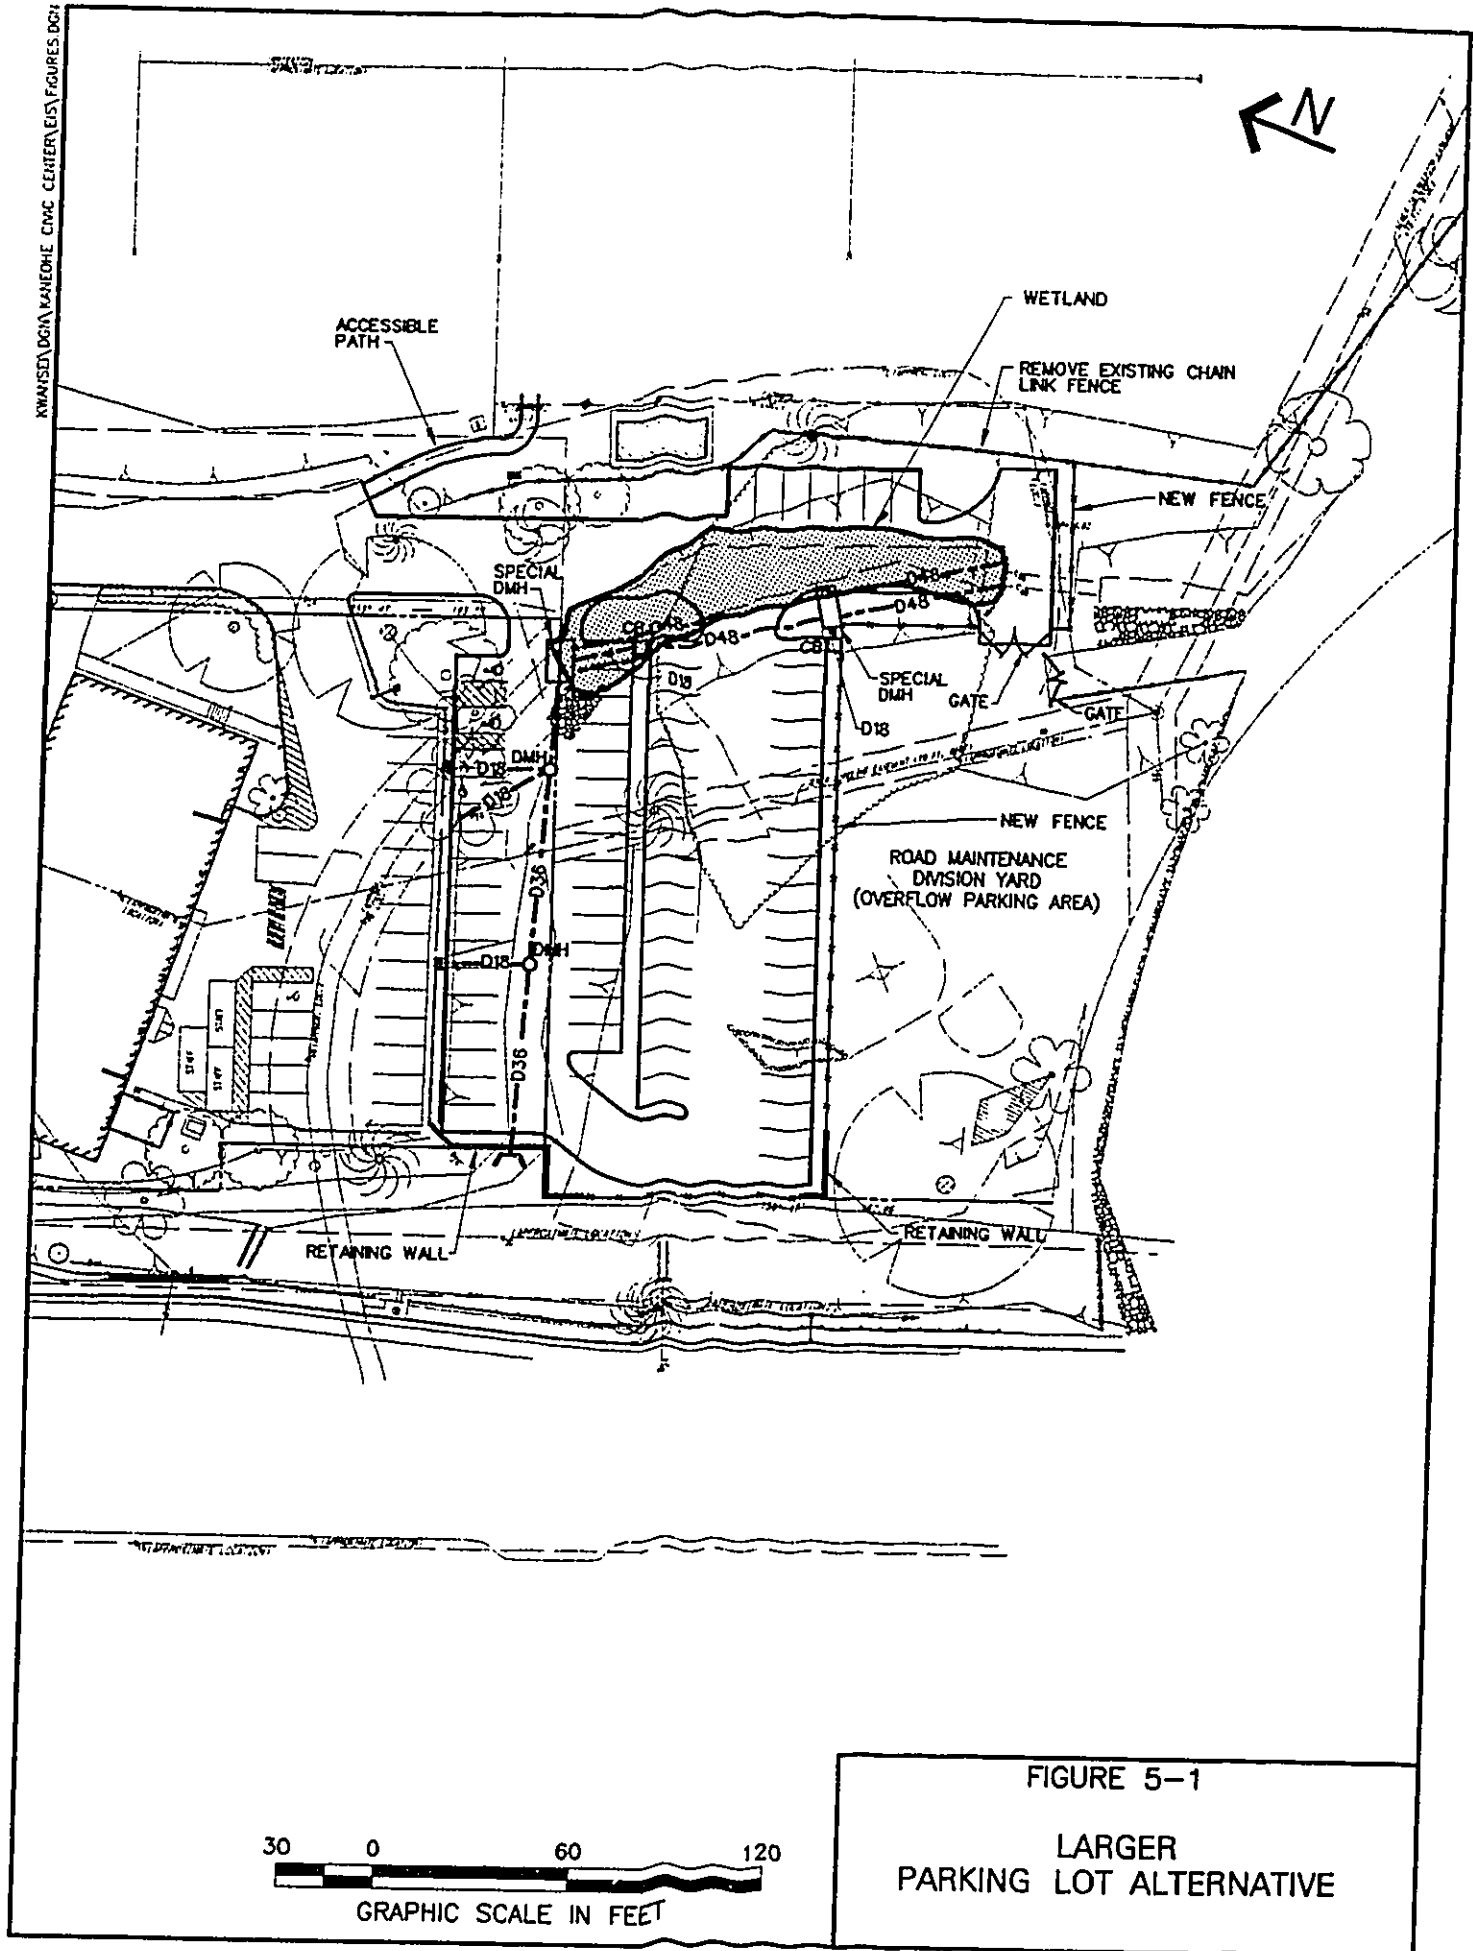 KWANSED\DGN\KANEOHE CIVIC CENTER\EIS\FIGURES.DGN
N
WETLAND
ACCESSIBLE
PATH
REMOVE EXISTING CHAIN
LINK FENCE
NEW FENCE
SPECIAL
DMH
D48
D48
CB
D48
D48
CB
D18
SPECIAL
DMH
GATE
GATE
D18
DMH
D18
D18
NEW FENCE
ROAD MAINTENANCE
DIVISION YARD
(OVERFLOW PARKING AREA)
D36
DMH
D18
STAFF
STAFF
STAFF
D36
RETAINING WALL
RETAINING WALL
30 0 60 120
GRAPHIC SCALE IN FEET
FIGURE 5-1
LARGER
PARKING LOT ALTERNATIVE